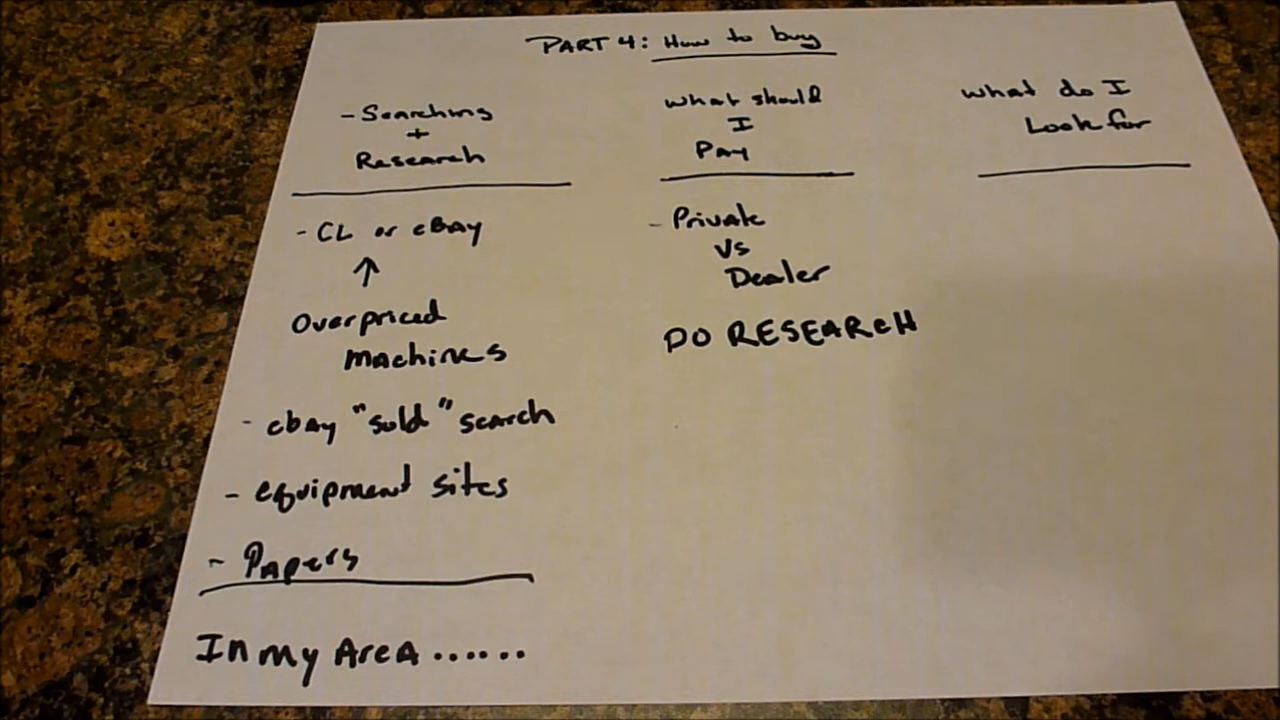 PART 4: How to buy
- Searching
+
Research
- CL or eBay
↑
Overpriced
machines
- ebay "sold" search
- equipment sites
- Papers
In my Area ......
what should
I
Pay
- Private
Vs
Dealer
DO RESEARCH
what do I
Look for